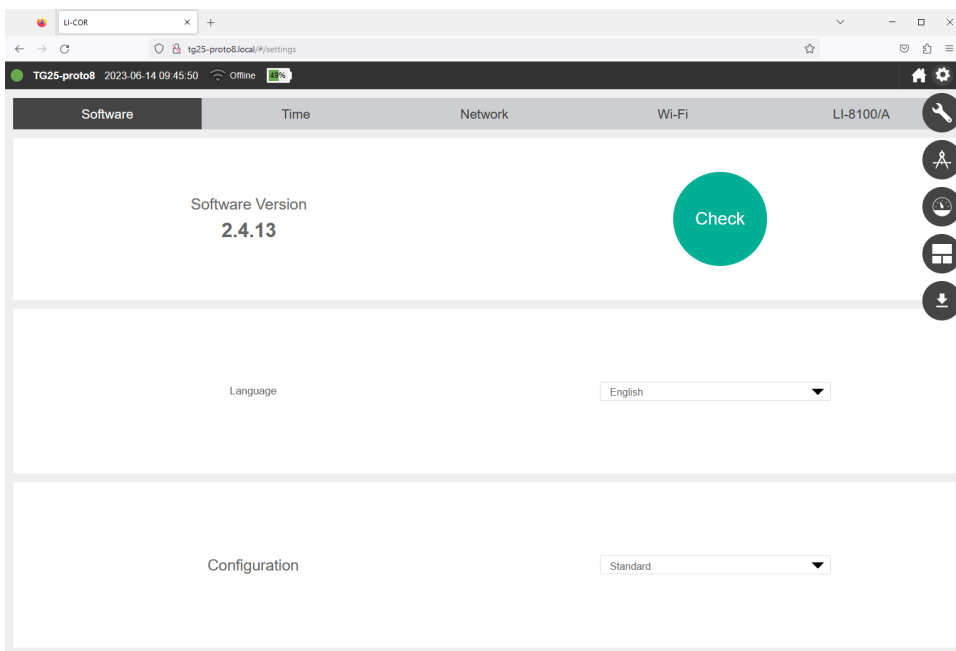 LI-COR
tg25-proto8.local/#/settings
TG25-proto8 2023-06-14 09:45:50 Offline 49%
Software Time Network Wi-Fi LI-8100/A
Software Version
2.4.13
Check
Language
English
Configuration
Standard